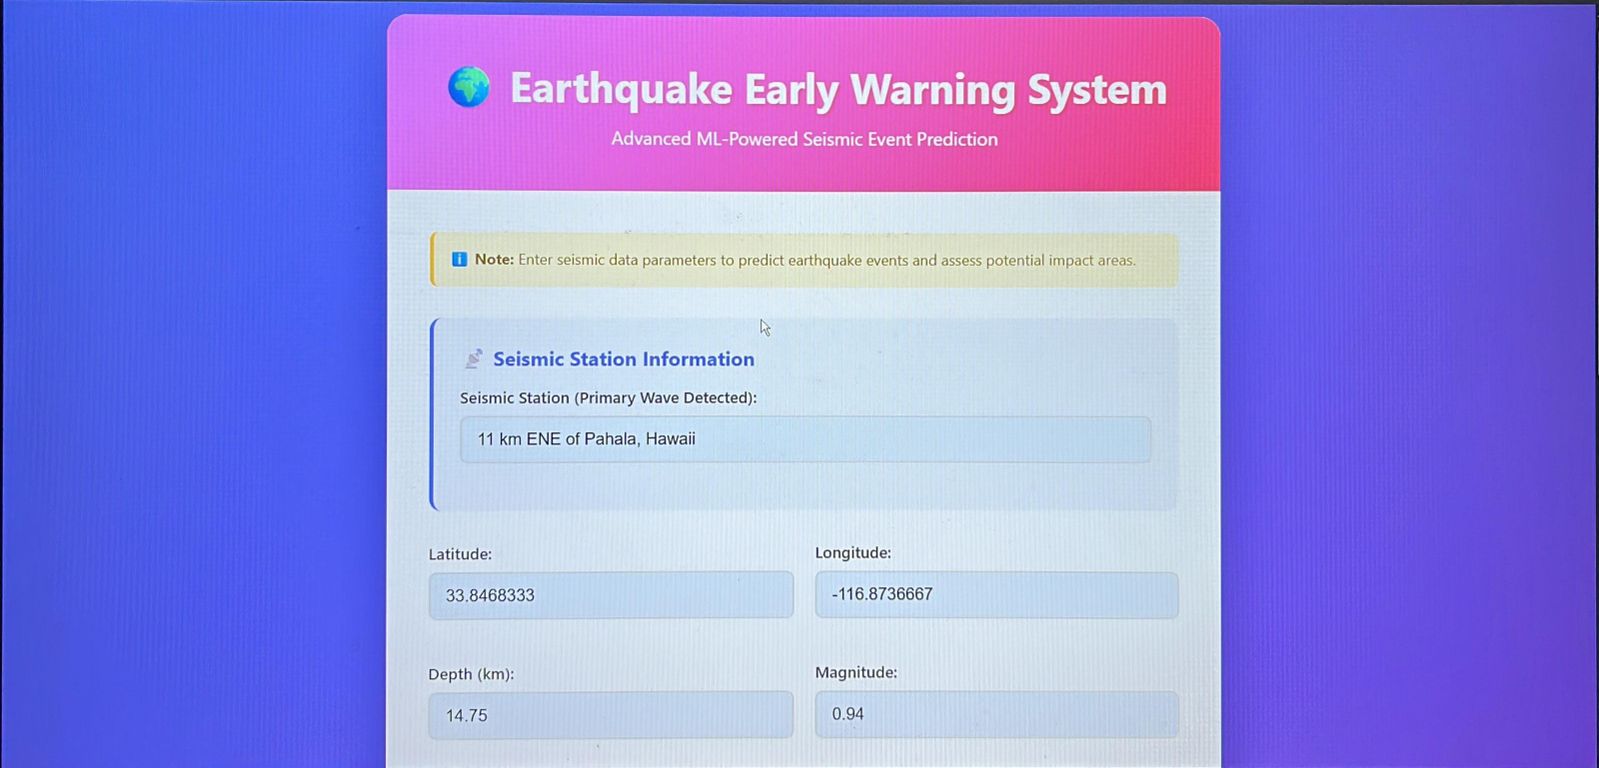 Earthquake Early Warning System
Advanced ML-Powered Seismic Event Prediction
Note: Enter seismic data parameters to predict earthquake events and assess potential impact areas.
Seismic Station Information
Seismic Station (Primary Wave Detected):
11 km ENE of Pahala, Hawaii
Latitude:
Longitude:
33.8468333
-116.8736667
Depth (km):
Magnitude:
14.75
0.94